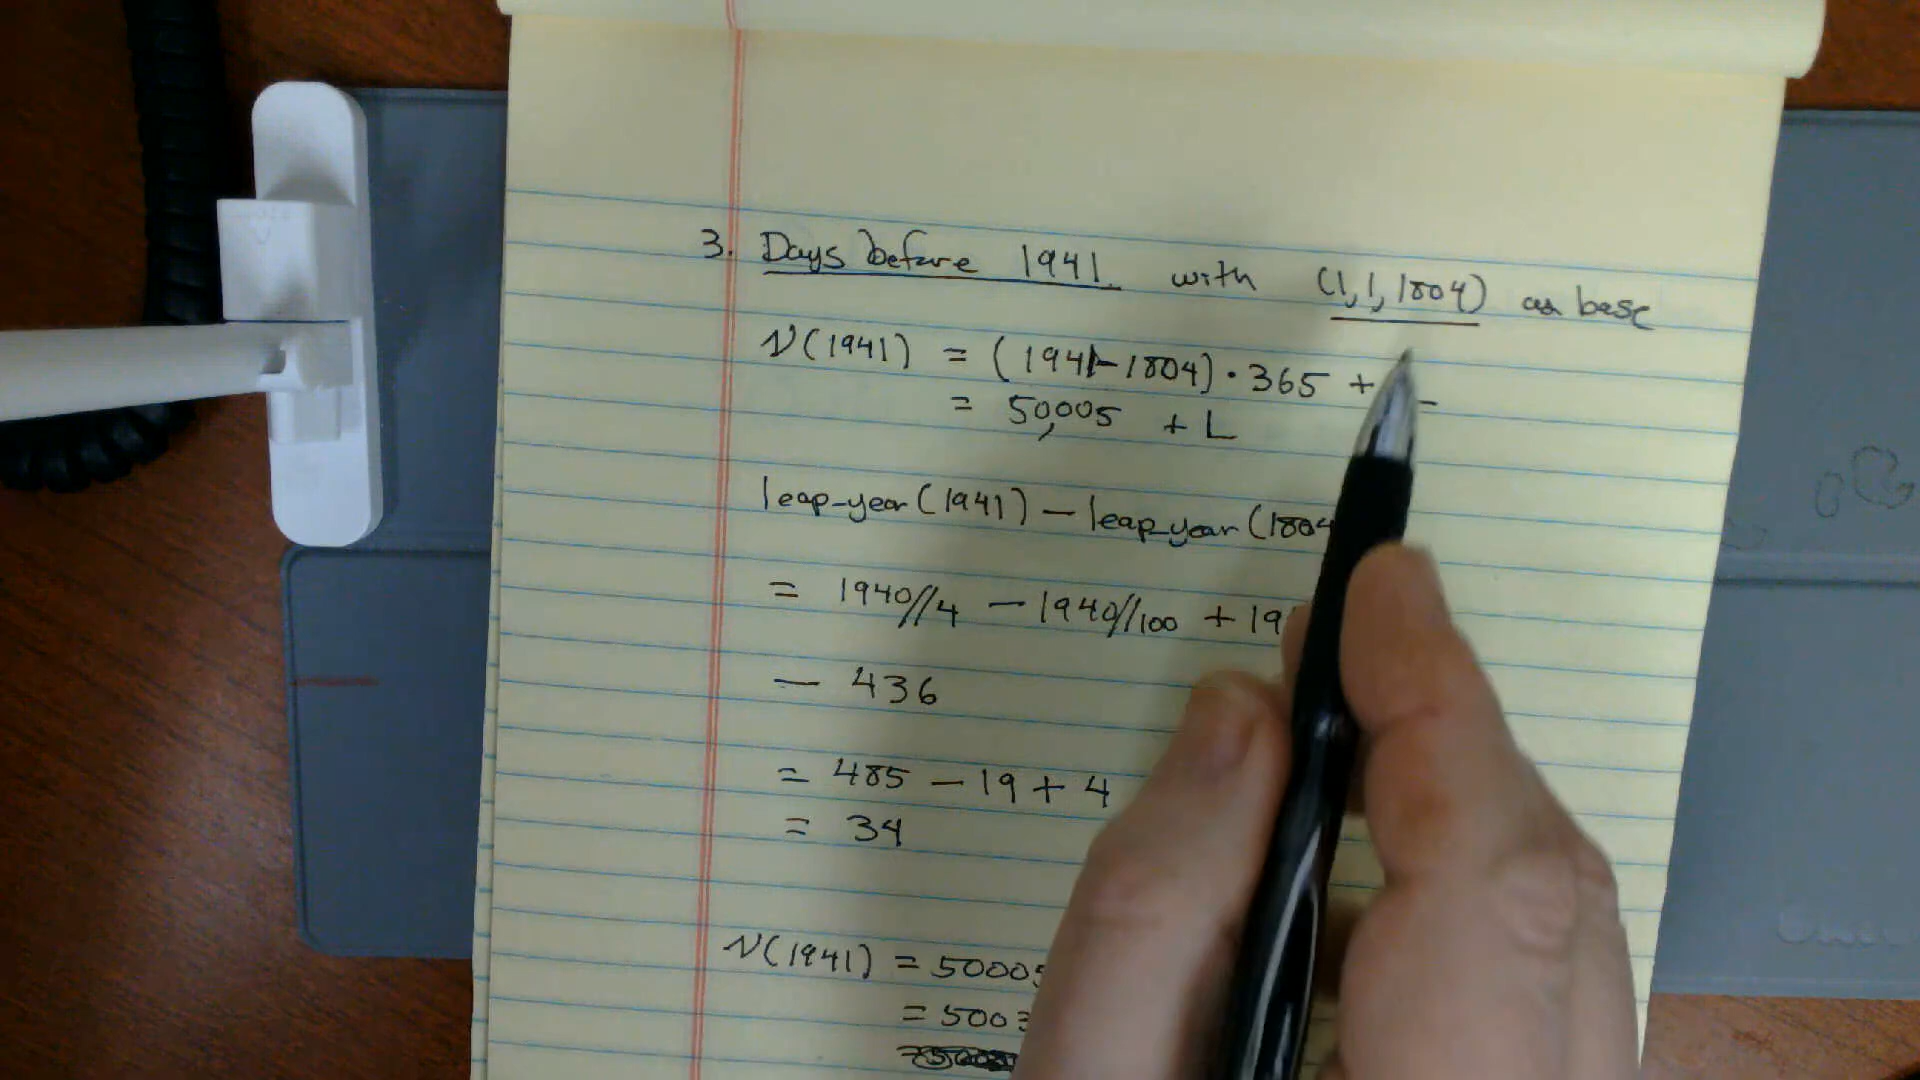 3. Days before 1941 with (1,1,1804) as base
N(1941) = (1941-1804) · 365 +
= 50,005 + L
leap-year(1941) - leap-year(1804
= 1940//4 - 1940//100 + 19
- 436
= 485 - 19 + 4
= 34
N(1941) = 50005
= 5003